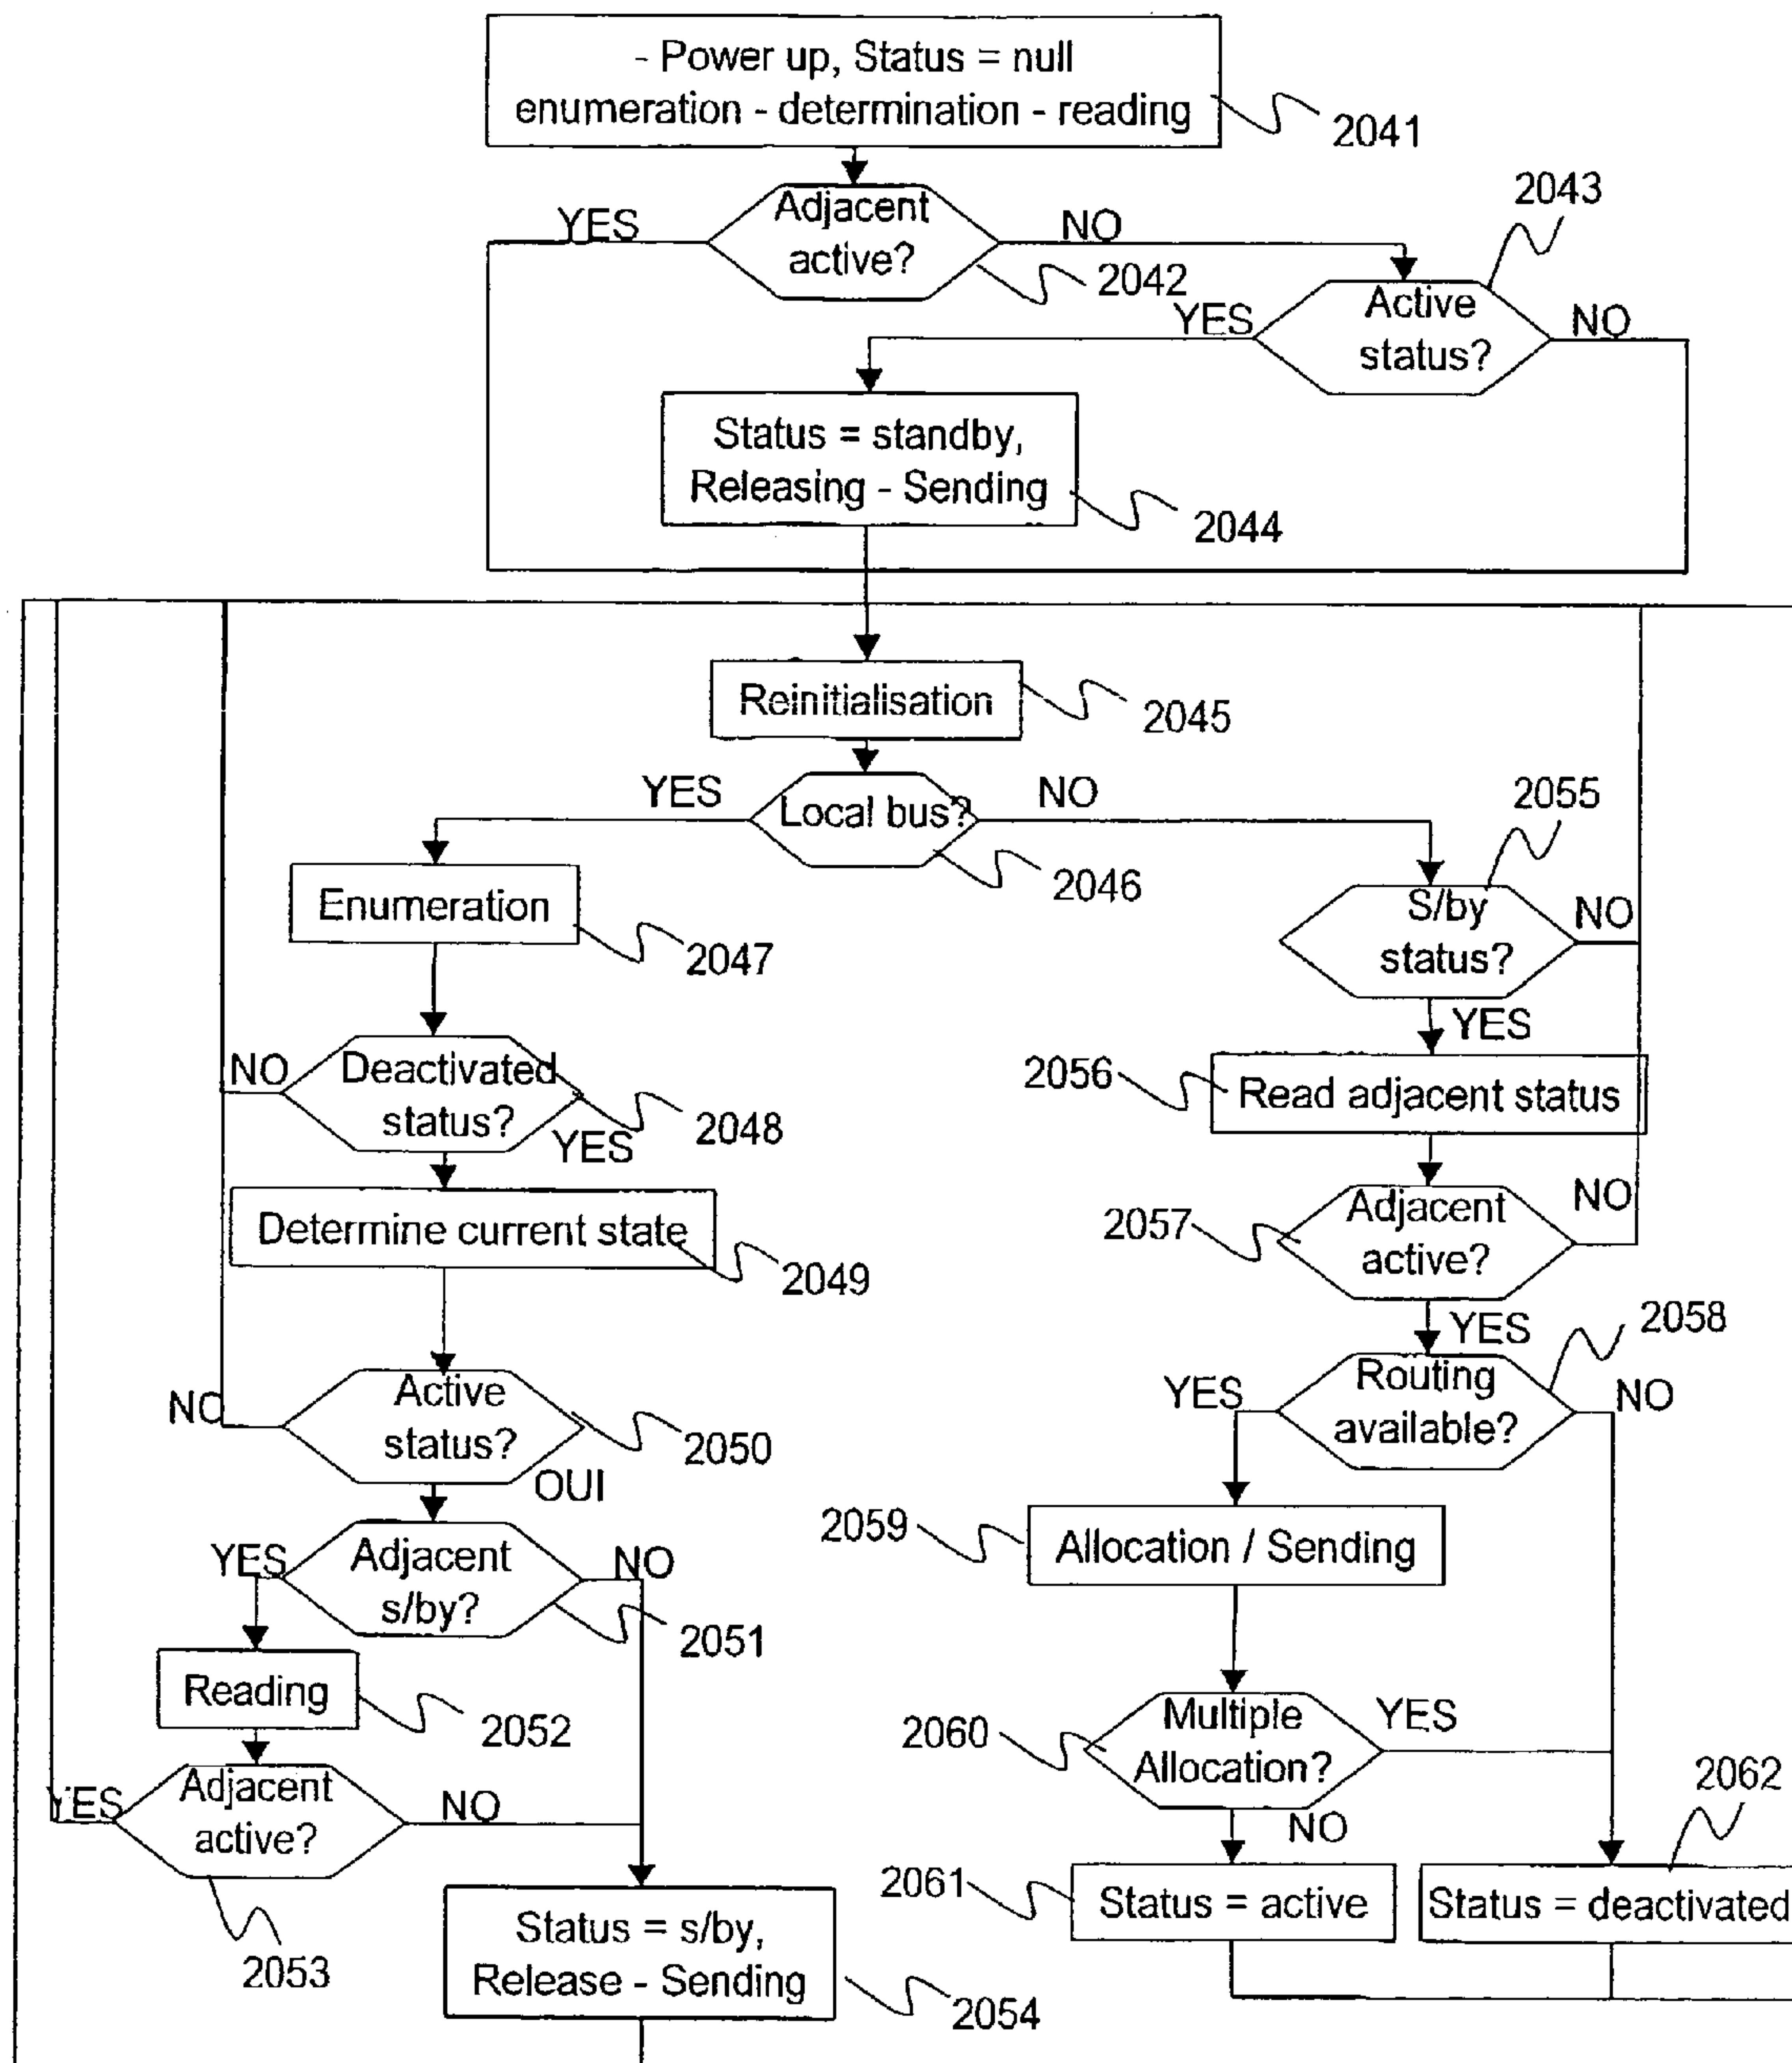 - Power up, Status = null
enumeration - determination - reading
2041
Adjacent
active?
YES
NO
2042
2043
Active
status?
YES
NO
Status = standby,
Releasing - Sending
2044
Reinitialisation
2045
Local bus?
YES
NO
2046
2055
Enumeration
2047
S/by
status?
NO
YES
Deactivated
status?
NO
YES
2048
2056
Read adjacent status
Determine current state
2049
2057
Adjacent
active?
NO
YES
2058
Active
status?
NO
OUI
2050
Routing
available?
YES
NO
Adjacent
s/by?
YES
NO
2051
2059
Allocation / Sending
Reading
2052
2060
Multiple
Allocation?
YES
NO
Adjacent
active?
YES
NO
2053
2062
2061
Status = active
Status = deactivated
Status = s/by,
Release - Sending
2054